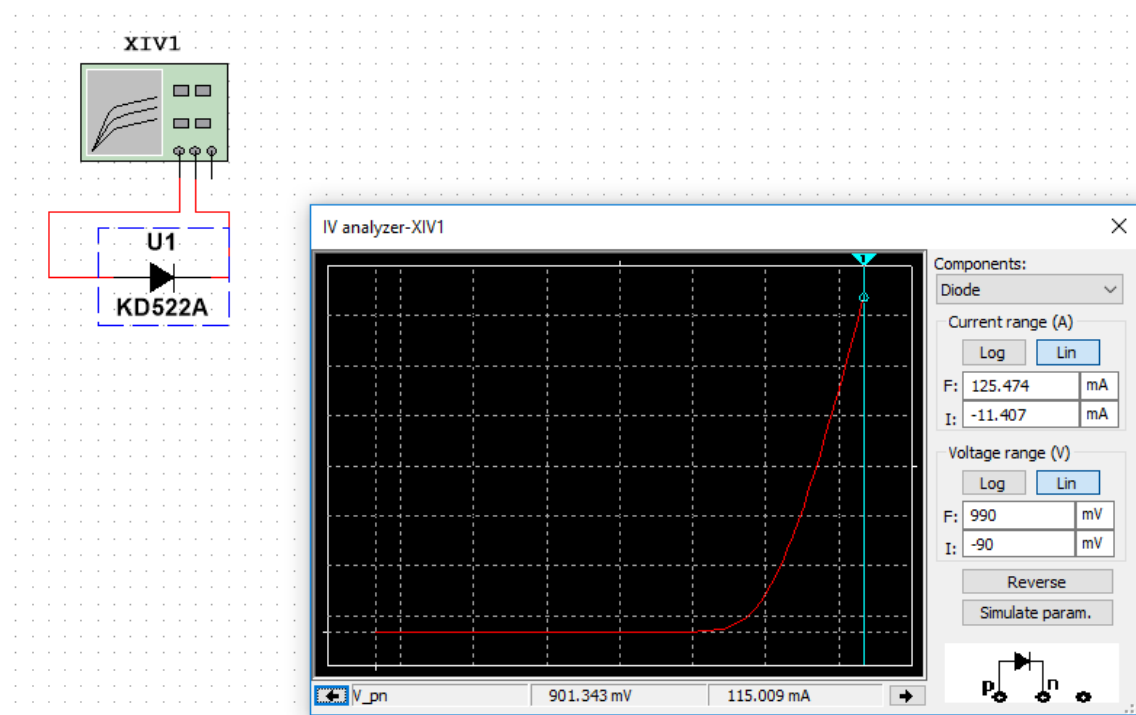 XIV1
U1
KD522A
IV analyzer-XIV1
1
Components:
Diode
Current range (A)
Log Lin
F: 125.474 mA
I: -11.407 mA
Voltage range (V)
Log Lin
F: 990 mV
I: -90 mV
Reverse
Simulate param.
p n
V_pn 901.343 mV 115.009 mA